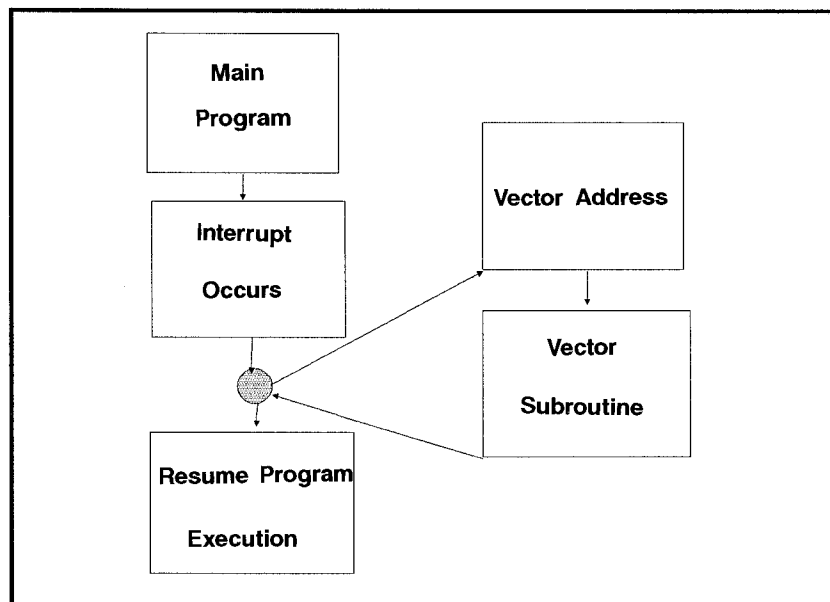 Main
Program
Interrupt
Occurs
Vector Address
Vector
Subroutine
Resume Program
Execution